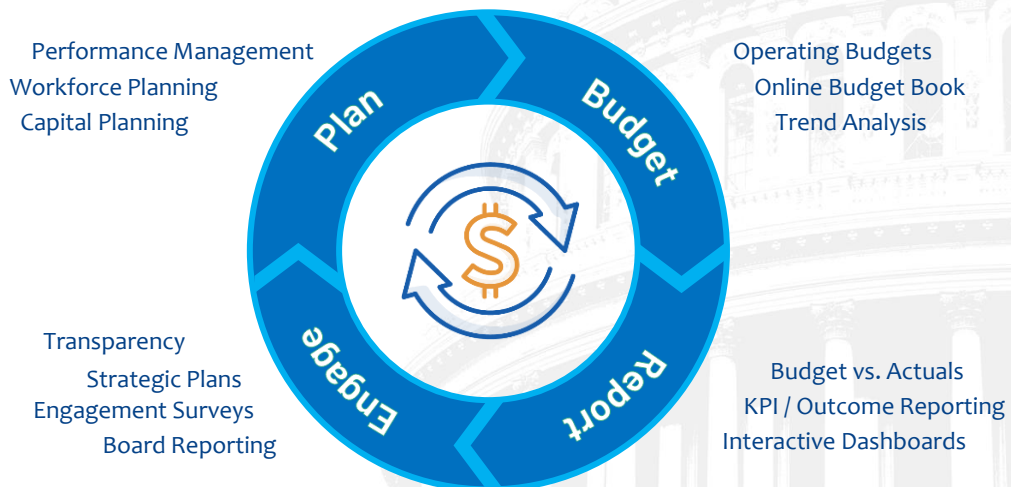 Performance Management
Workforce Planning
Capital Planning
Plan
Budget
Operating Budgets
Online Budget Book
Trend Analysis
$
Transparency
Strategic Plans
Engagement Surveys
Board Reporting
Engage
Report
Budget vs. Actuals
KPI / Outcome Reporting
Interactive Dashboards